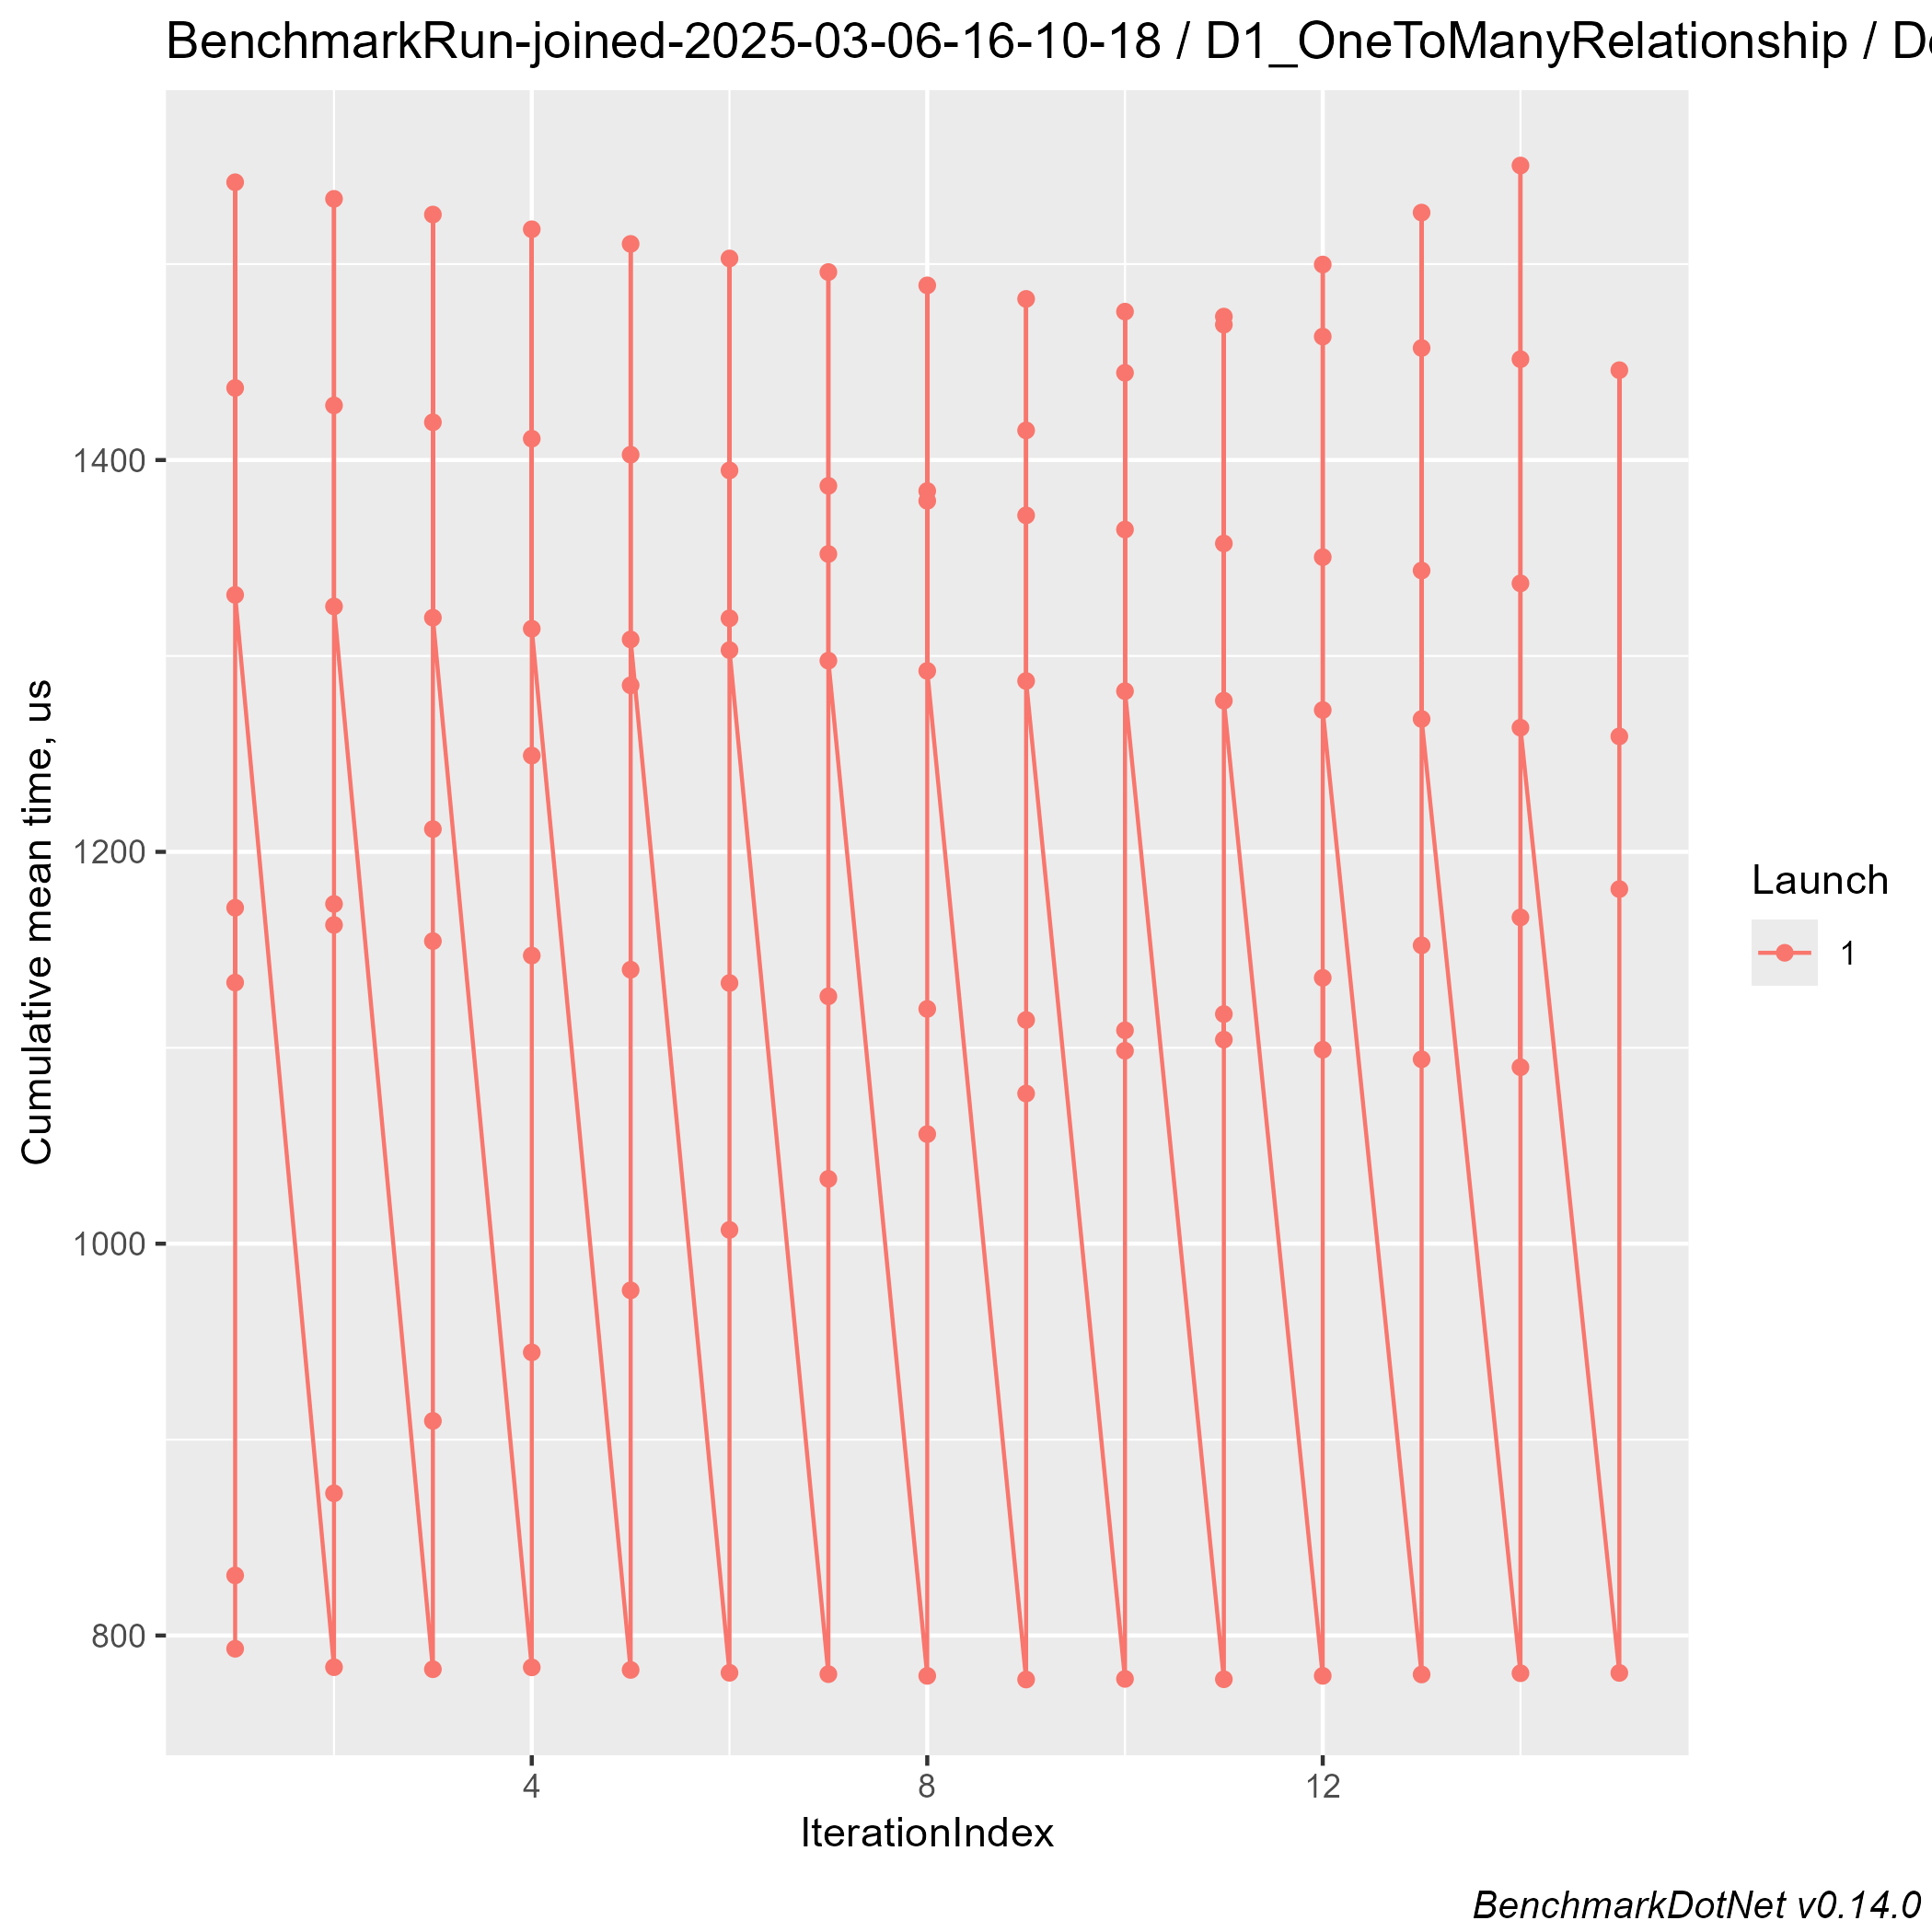 BenchmarkRun-joined-2025-03-06-16-10-18 / D1_OneToManyRelationship /
Cumulative mean time, us
1400
1200
1000
800
4
8
12
IterationIndex
Launch
1
BenchmarkDotNet v0.14.0